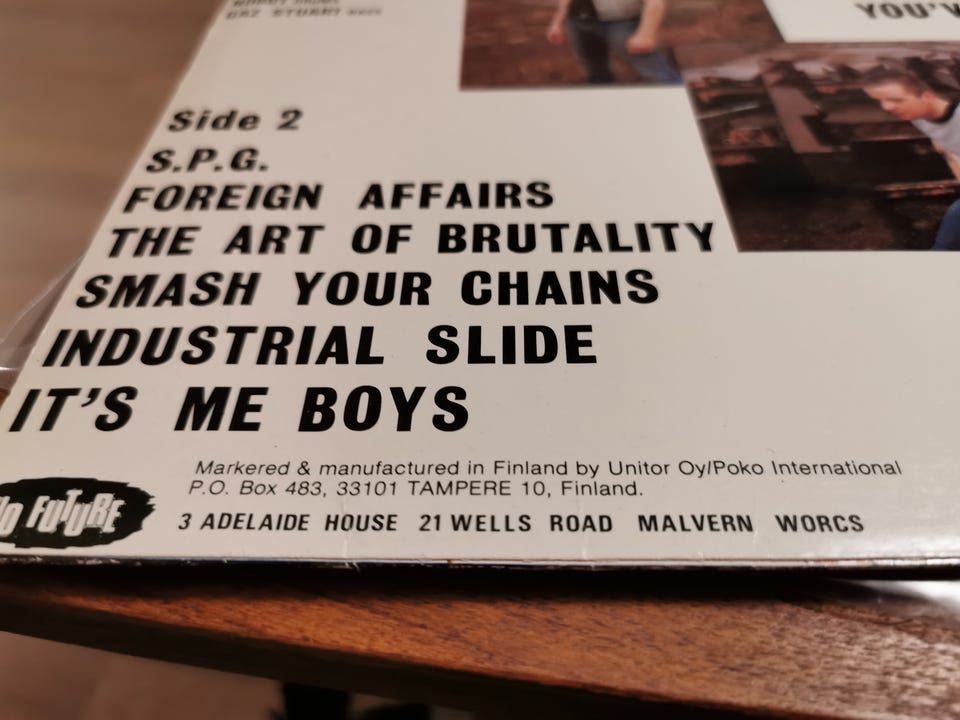 YOU'V
Side 2
S.P.G.
FOREIGN AFFAIRS
THE ART OF BRUTALITY
SMASH YOUR CHAINS
INDUSTRIAL SLIDE
IT'S ME BOYS
Markered & manufactured in Finland by Unitor Oy/Poko International
P.O. Box 483, 33101 TAMPERE 10, Finland.
FUTURE
3 ADELAIDE HOUSE 21 WELLS ROAD MALVERN WORCS